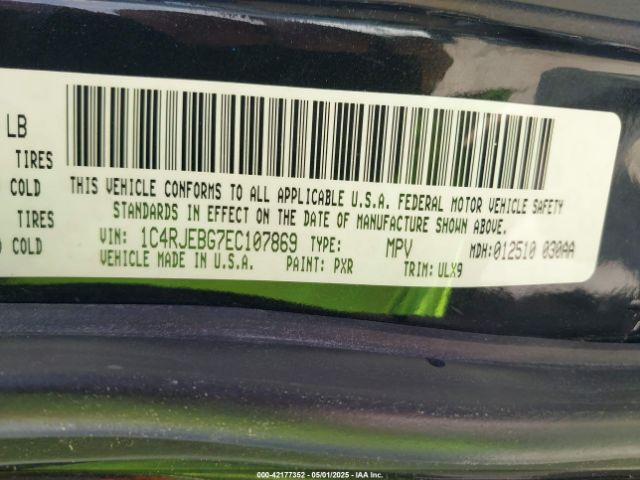 LB
TIRES
COLD
TIRES
COLD
THIS VEHICLE CONFORMS TO ALL APPLICABLE U.S.A. FEDERAL MOTOR VEHICLE SAFETY
STANDARDS IN EFFECT ON THE DATE OF MANUFACTURE SHOWN ABOVE.
VIN: 1C4RJEBG7EC107869 TYPE: MPV MDH:012510 030AA
VEHICLE MADE IN U.S.A. PAINT: PXR TRIM: ULX9
000-42177352 - 05/01/2025 - IAA, INC.